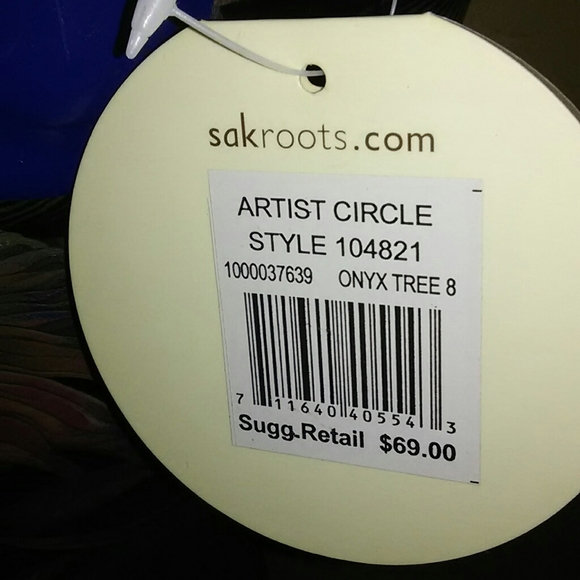 sakroots.com
ARTIST CIRCLE
STYLE 104821
1000037639 ONYX TREE 8
7 11640 40554 3
Sugg.Retail $69.00